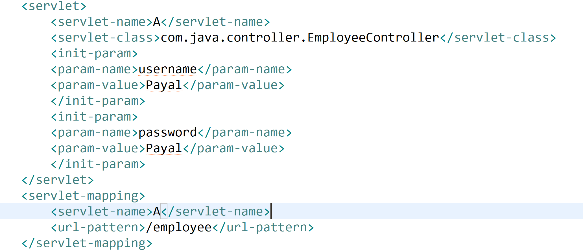 <servlet>
<servlet-name>A</servlet-name>
<servlet-class>com.java.controller.EmployeeController</servlet-class>
<init-param>
<param-name>username</param-name>
<param-value>Payal</param-value>
</init-param>
<init-param>
<param-name>password</param-name>
<param-value>Payal</param-value>
</init-param>
</servlet>
<servlet-mapping>
<servlet-name>A</servlet-name>
<url-pattern>/employee</url-pattern>
</servlet-mapping>